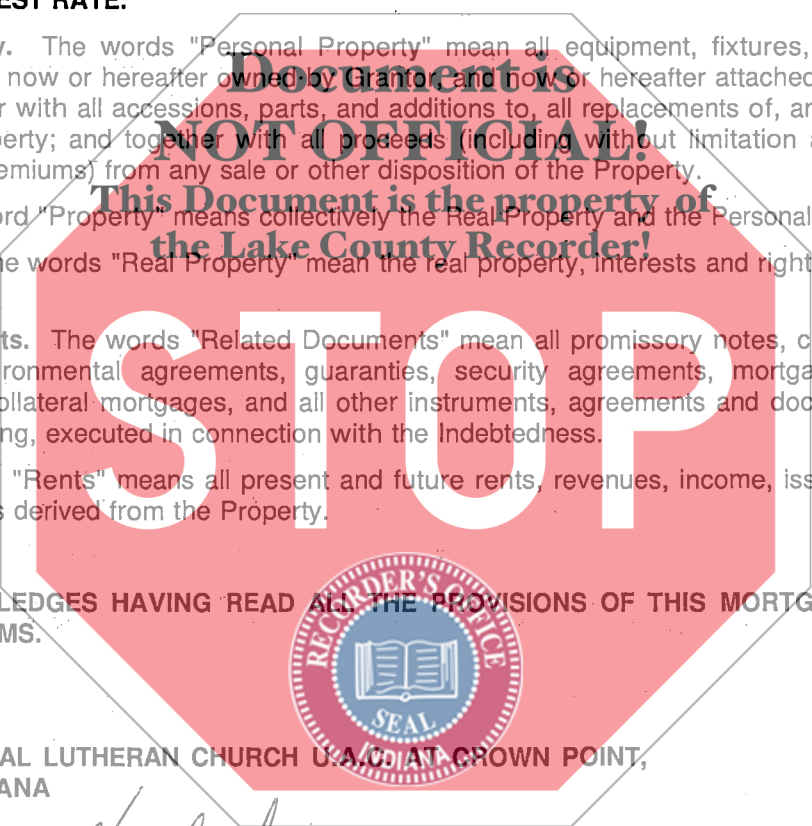 EST RATE.
y. The words "Personal Property" mean all equipment, fixtures,
now or hereafter owned by Grantor, and now or hereafter attached
r with all accessions, parts, and additions to, all replacements of, an
perty; and together with all proceeds (including without limitation a
emiums) from any sale or other disposition of the Property.
ord "Property" means collectively the Real Property and the Personal
he words "Real Property" mean the real property, interests and right
ts. The words "Related Documents" mean all promissory notes, c
ironmental agreements, guaranties, security agreements, mortga
ollateral mortgages, and all other instruments, agreements and doc
ng, executed in connection with the Indebtedness.
"Rents" means all present and future rents, revenues, income, iss
s derived from the Property.
LEDGES HAVING READ ALL THE PROVISIONS OF THIS MORTG
MS.
AL LUTHERAN CHURCH U.A.C. AT CROWN POINT,
ANA
Document is
NOT OFFICIAL!
This Document is the property of
the Lake County Recorder!
STOP
RECORDER'S OFFICE
SEAL
INDIANA